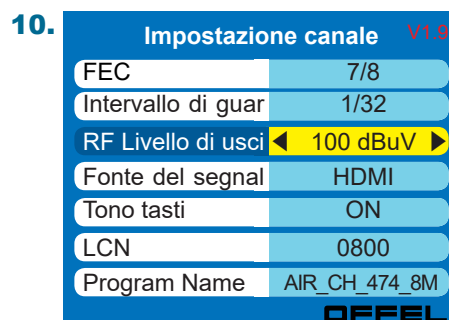 10.
Impostazione canale V1.9
FEC 7/8
Intervallo di guar 1/32
RF Livello di usci 100 dBuV
Fonte del segnal HDMI
Tono tasti ON
LCN 0800
Program Name AIR_CH_474_8M
OFFEL